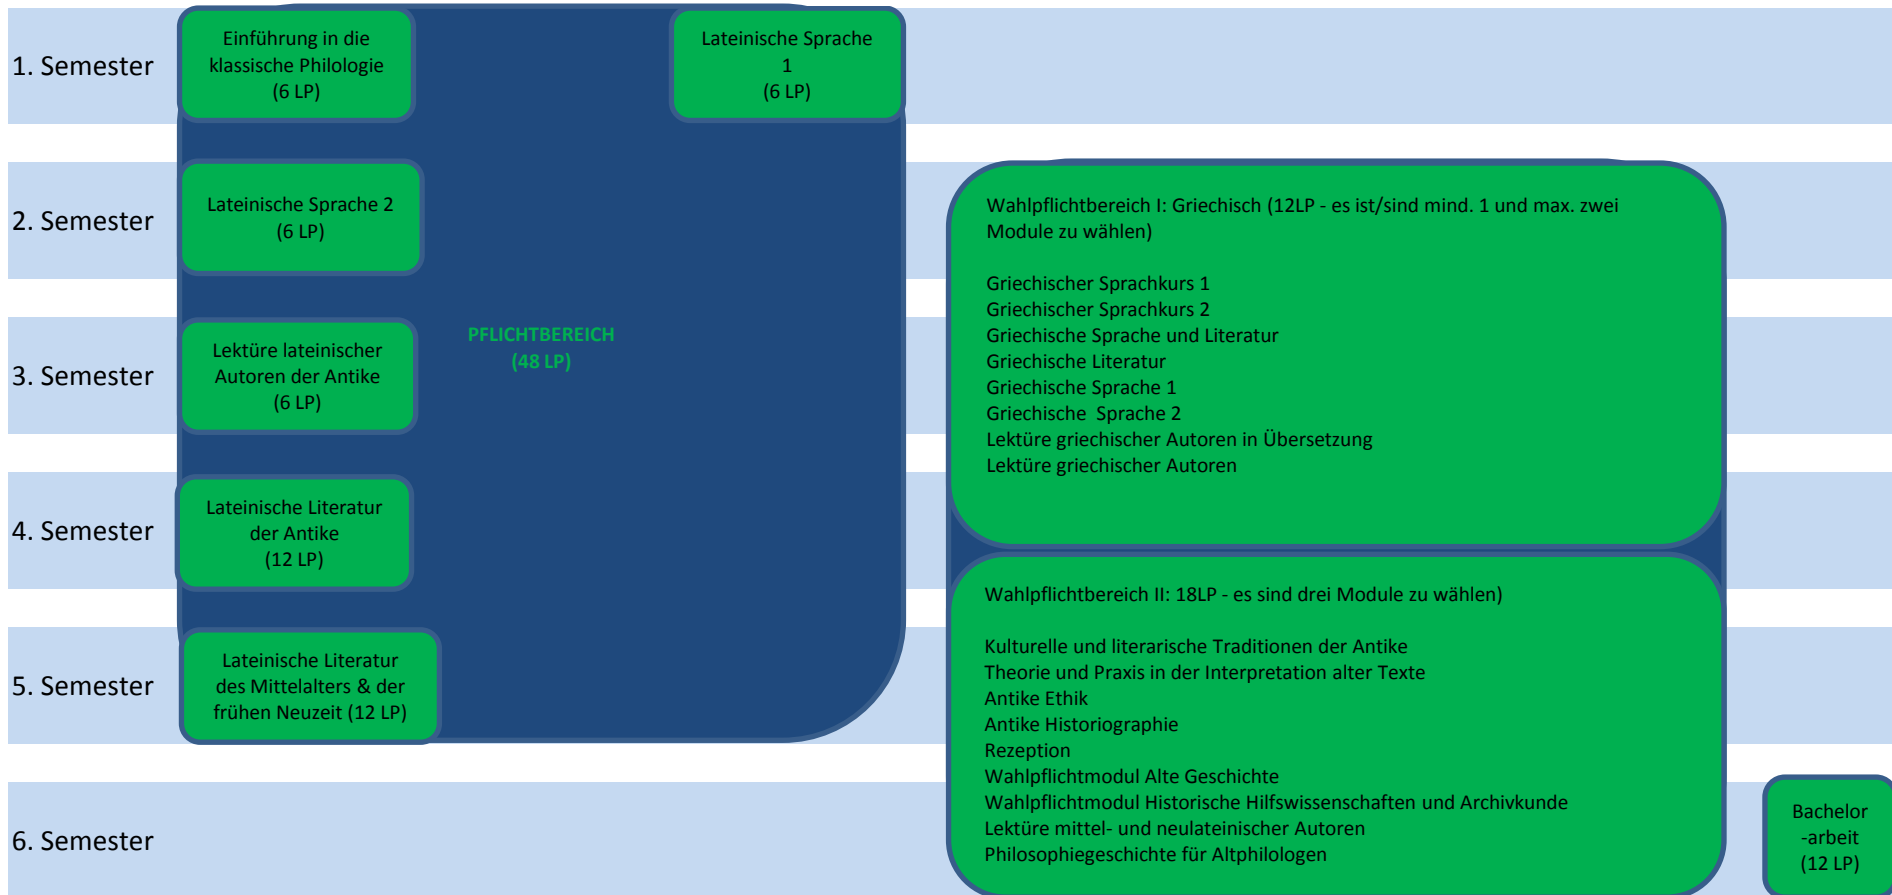 1. Semester
Einführung in die
klassische Philologie
(6 LP)
Lateinische Sprache
1
(6 LP)
2. Semester
Lateinische Sprache 2
(6 LP)
3. Semester
Lektüre lateinischer
Autoren der Antike
(6 LP)
PFLICHTBEREICH
(48 LP)
4. Semester
Lateinische Literatur
der Antike
(12 LP)
5. Semester
Lateinische Literatur
des Mittelalters & der
frühen Neuzeit (12 LP)
6. Semester
Wahlpflichtbereich I: Griechisch (12LP - es ist/sind mind. 1 und max. zwei
Module zu wählen)
Griechischer Sprachkurs 1
Griechischer Sprachkurs 2
Griechische Sprache und Literatur
Griechische Literatur
Griechische Sprache 1
Griechische  Sprache 2
Lektüre griechischer Autoren in Übersetzung
Lektüre griechischer Autoren
Wahlpflichtbereich II: 18LP - es sind drei Module zu wählen)
Kulturelle und literarische Traditionen der Antike
Theorie und Praxis in der Interpretation alter Texte
Antike Ethik
Antike Historiographie
Rezeption
Wahlpflichtmodul Alte Geschichte
Wahlpflichtmodul Historische Hilfswissenschaften und Archivkunde
Lektüre mittel- und neulateinischer Autoren
Philosophiegeschichte für Altphilologen
Bachelor
-arbeit
(12 LP)